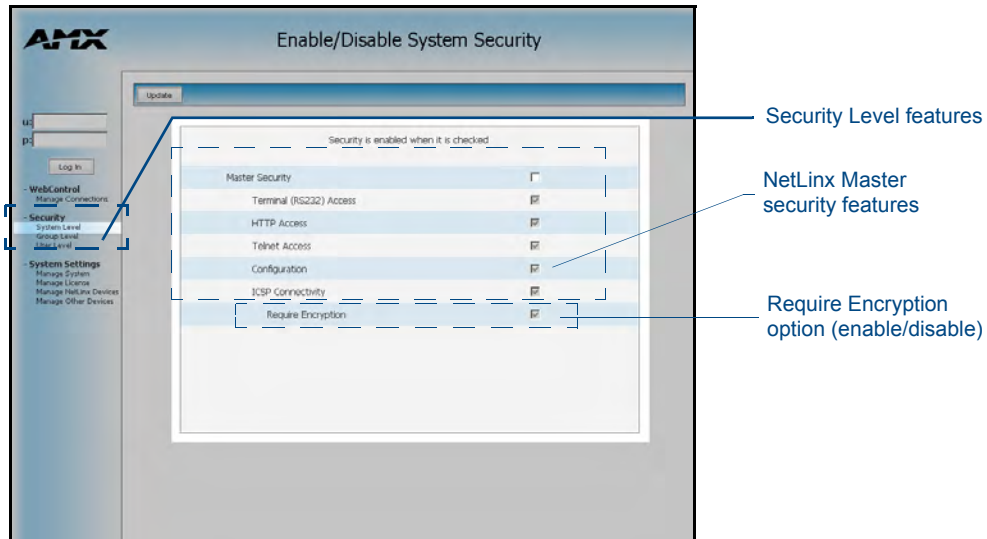 AMX
Enable/Disable System Security
Update
u:
p:
Log In
- WebControl
Manage Connections
- Security
System Level
Group Level
User Level
- System Settings
Manage System
Manage License
Manage NetLinx Devices
Manage Other Devices
Security is enabled when it is checked
Master Security
Terminal (RS232) Access
HTTP Access
Telnet Access
Configuration
ICSP Connectivity
Require Encryption
Security Level features
NetLinx Master
security features
Require Encryption
option (enable/disable)